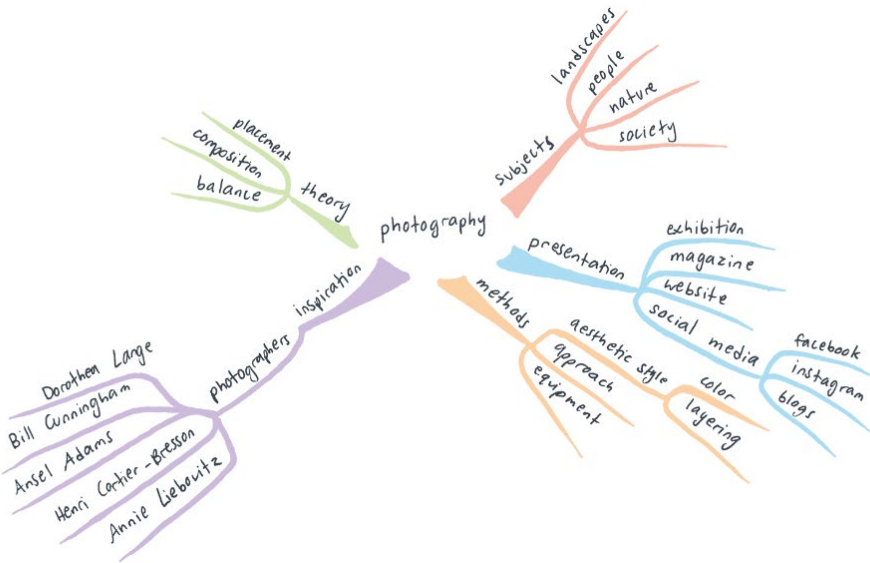 photography
subjects
landscapes
people
nature
society
presentation
exhibition
magazine
website
social media
facebook
instagram
blogs
methods
aesthetic style
color
layering
approach
equipment
inspiration
photographers
Dorothea Lange
Bill Cunningham
Ansel Adams
Henri Cartier-Bresson
Annie Liebovitz
theory
placement
composition
balance